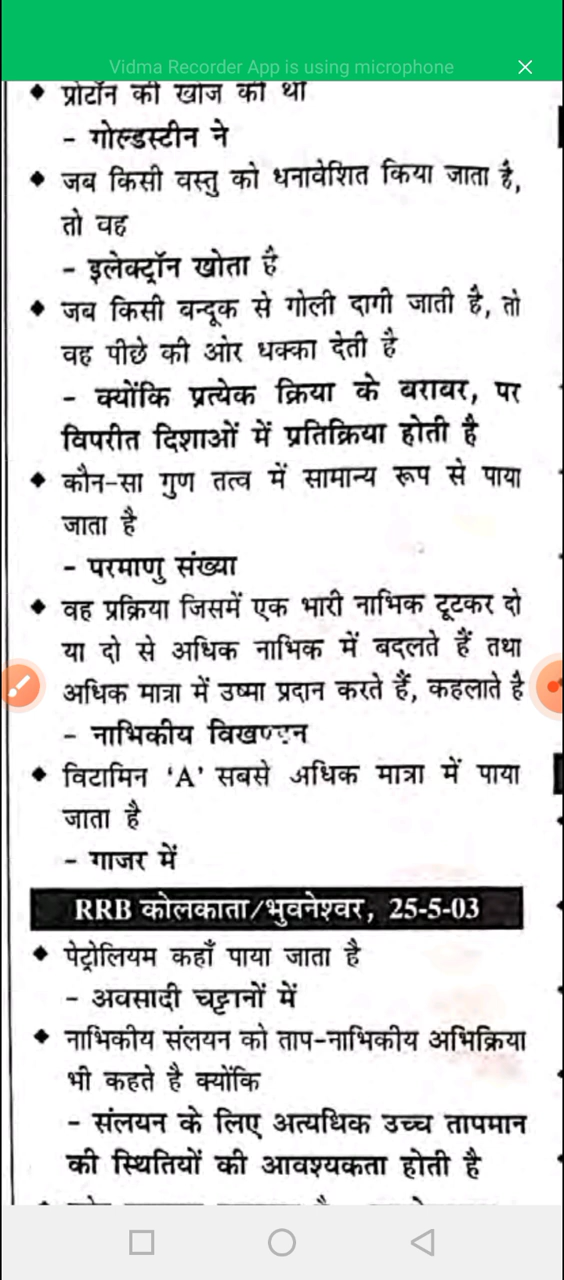 Vidma Recorder App is using microphone
◆ प्रोटॉन की खोज की थी
- गोल्डस्टीन ने
◆ जब किसी वस्तु को धनावेशित किया जाता है,
तो वह
- इलेक्ट्रॉन खोता है
◆ जब किसी वन्दूक से गोली दागी जाती है, तो
वह पीछे की ओर धक्का देती है
- क्योंकि प्रत्येक क्रिया के बराबर, पर
विपरीत दिशाओं में प्रतिक्रिया होती है
◆ कौन-सा गुण तत्व में सामान्य रूप से पाया
जाता है
- परमाणु संख्या
◆ वह प्रक्रिया जिसमें एक भारी नाभिक टूटकर दो
या दो से अधिक नाभिक में बदलते हैं तथा
अधिक मात्रा में उष्मा प्रदान करते हैं, कहलाते है
- नाभिकीय विखण्डन
◆ विटामिन ‘A’ सबसे अधिक मात्रा में पाया
जाता है
- गाजर में
RRB कोलकाता/भुवनेश्वर, 25-5-03
◆ पेट्रोलियम कहाँ पाया जाता है
- अवसादी चट्टानों में
◆ नाभिकीय संलयन को ताप-नाभिकीय अभिक्रिया
भी कहते है क्योंकि
- संलयन के लिए अत्यधिक उच्च तापमान
की स्थितियों की आवश्यकता होती है